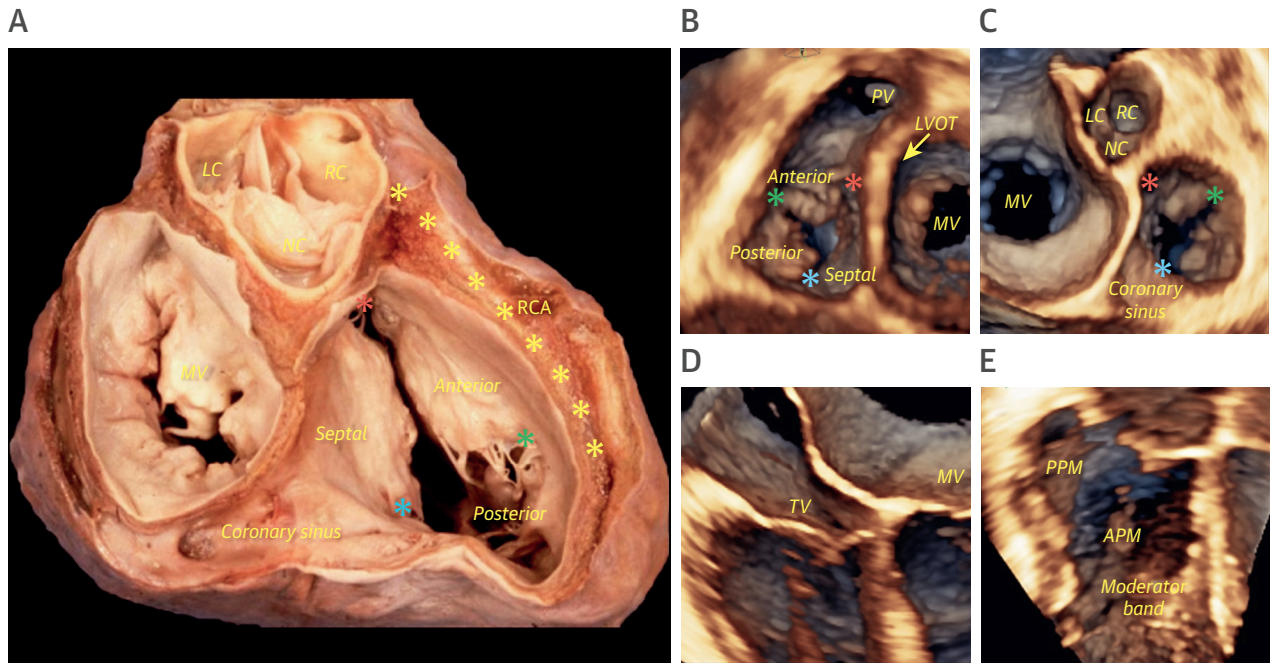 A
LC
RC
NC
RCA
MV
Anterior
Septal
Posterior
Coronary sinus
B
PV
LVOT
Anterior
MV
Posterior
Septal
C
LC
RC
NC
MV
Coronary
sinus
D
MV
TV
E
PPM
APM
Moderator
band